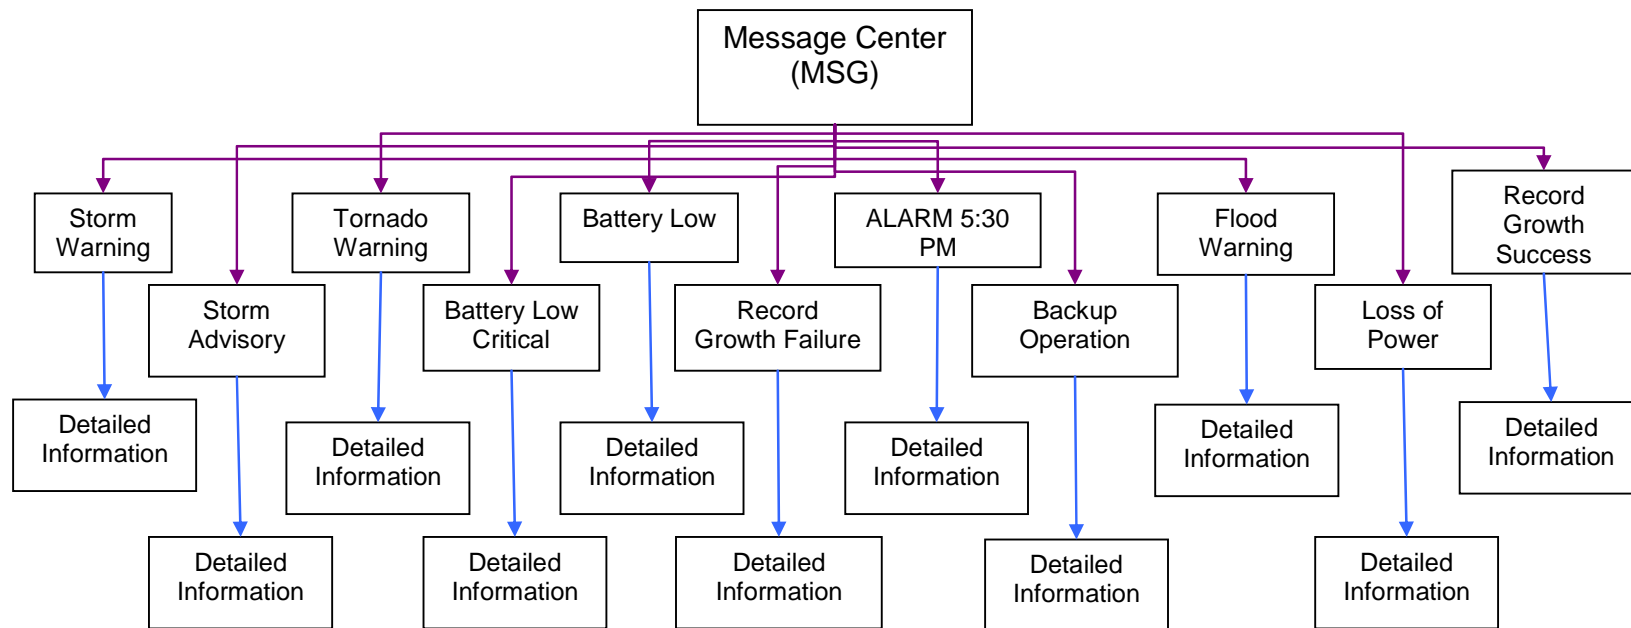 Message Center
(MSG)
Storm
Warning
Tornado
Warning
Battery Low
ALARM 5:30
PM
Flood
Warning
Record
Growth
Success
Storm
Advisory
Battery Low
Critical
Record
Growth Failure
Backup
Operation
Loss of
Power
Detailed
Information
Detailed
Information
Detailed
Information
Detailed
Information
Detailed
Information
Detailed
Information
Detailed
Information
Detailed
Information
Detailed
Information
Detailed
Information
Detailed
Information